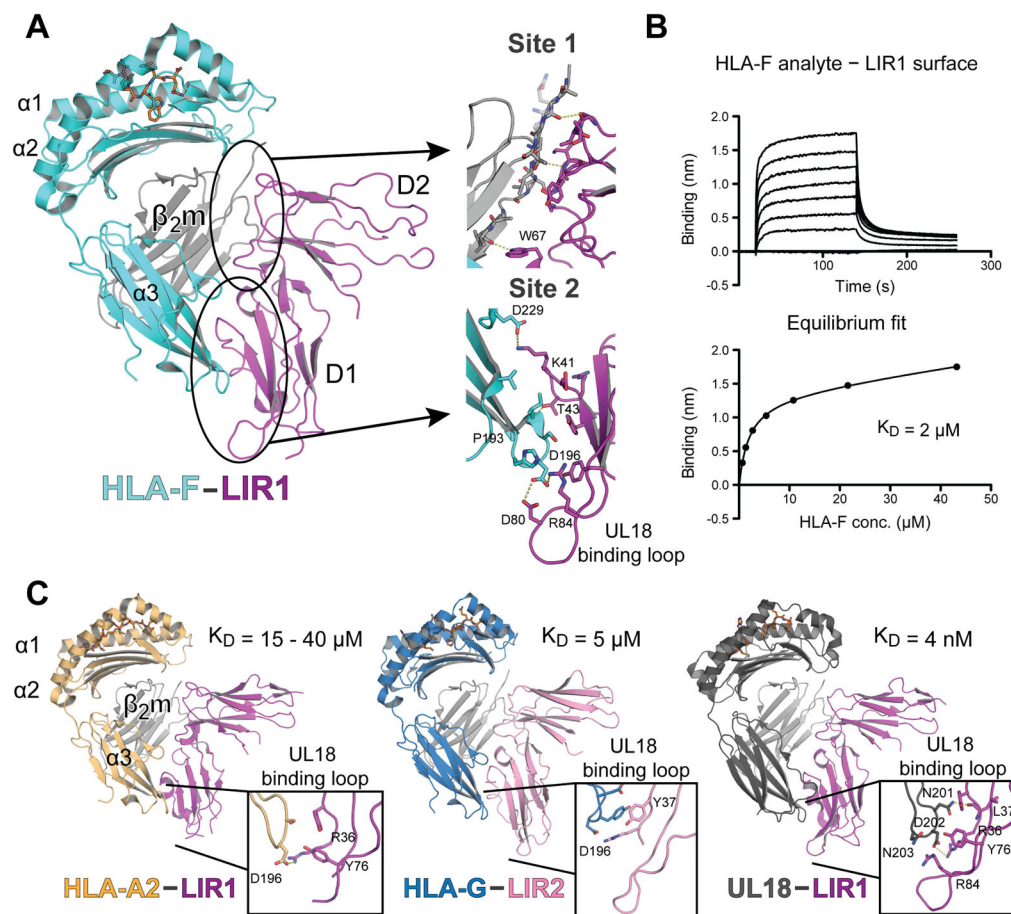 A
α1
α2
β2m
α3
D2
D1
HLA-F–LIR1
Site 1
W67
Site 2
D229
K41
T43
P193
D196
D80
R84
UL18
binding loop
B
HLA-F analyte – LIR1 surface
Binding (nm)
2.0
1.5
1.0
0.5
0.0
-0.5
100
200
300
Time (s)
Equilibrium fit
Binding (nm)
2.0
1.5
1.0
0.5
0.0
-0.5
KD = 2 μM
10
20
30
40
50
HLA-F conc. (μM)
C
α1
α2
β2m
α3
KD = 15 - 40 μM
UL18
binding loop
R36
D196
Y76
HLA-A2–LIR1
KD = 5 μM
UL18
binding loop
Y37
D196
HLA-G–LIR2
KD = 4 nM
UL18
binding loop
N201
L37
D202
R36
N203
Y76
R84
UL18–LIR1